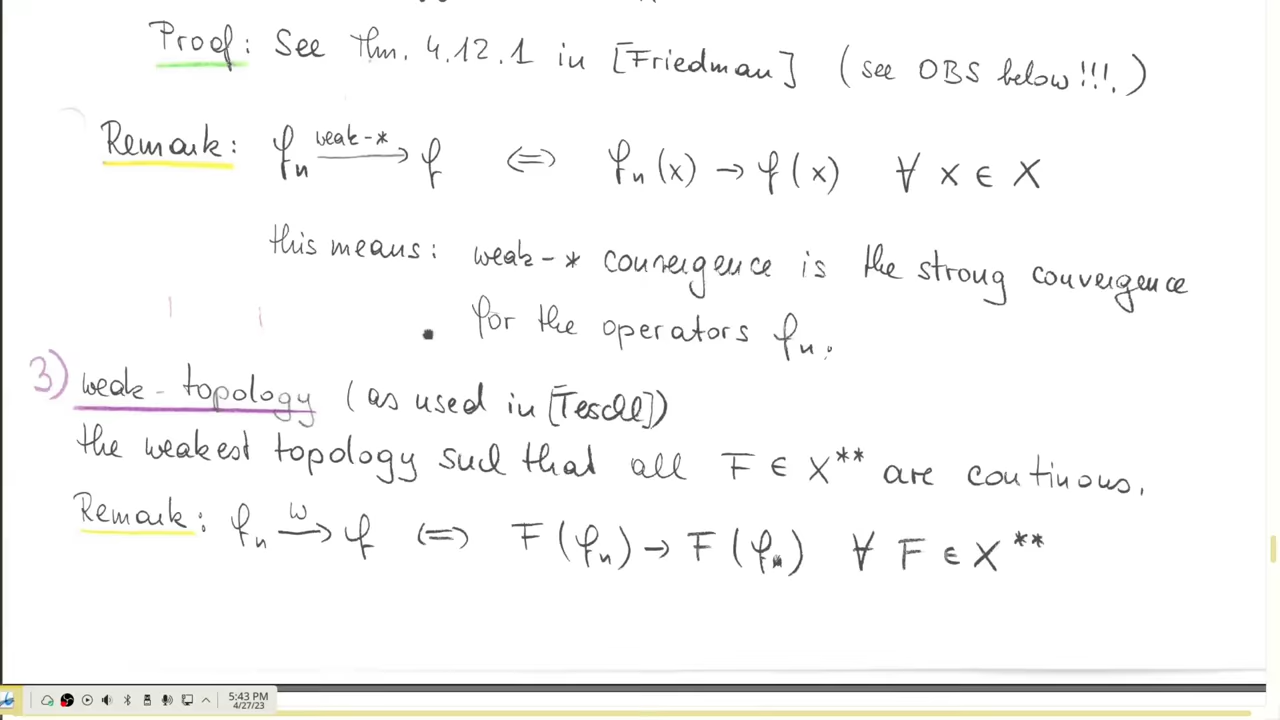 Proof: See Thm. 4.12.1 in [Friedman] (see OBS below!!!.)
Remark: φₙ weak-* → φ ⟺ φₙ(x) → φ(x) ∀ x ∈ X
this means: weak-* convergence is the strong convergence
for the operators φₙ.
3) weak-topology (as used in [Teschl])
the weakest topology such that all F ∈ X** are continous.
Remark: φₙ w → φ ⟺ F(φₙ) → F(φ) ∀ F ∈ X**
5:43 PM
4/27/23